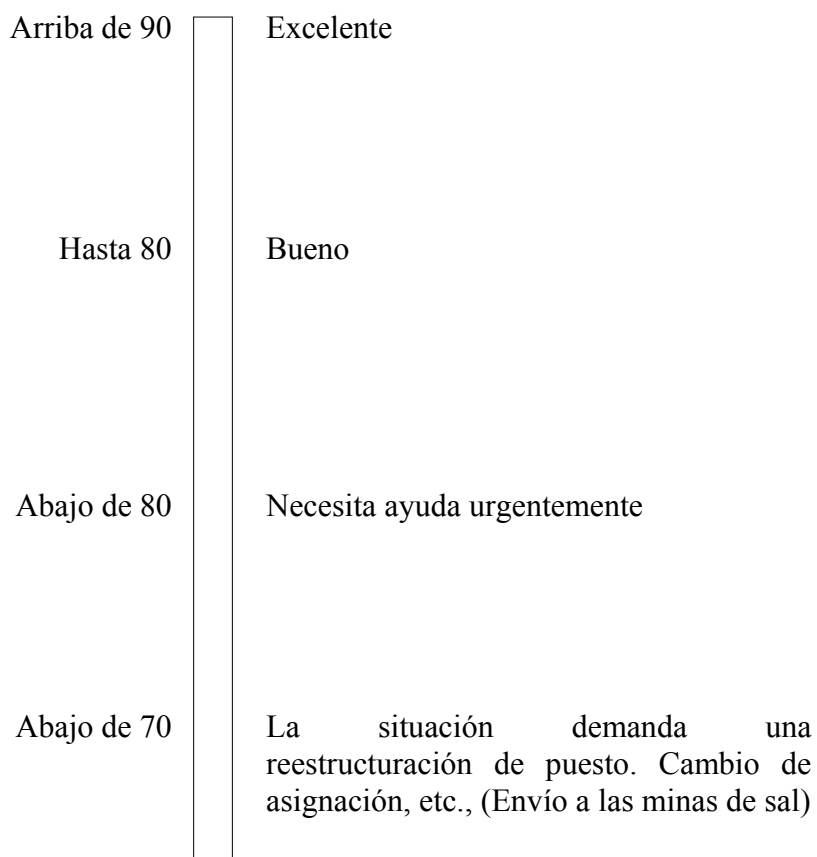 Arriba de 90 Excelente
Hasta 80 Bueno
Abajo de 80 Necesita ayuda urgentemente
Abajo de 70 La situación demanda una
reestructuración de puesto. Cambio de
asignación, etc., (Envío a las minas de sal)